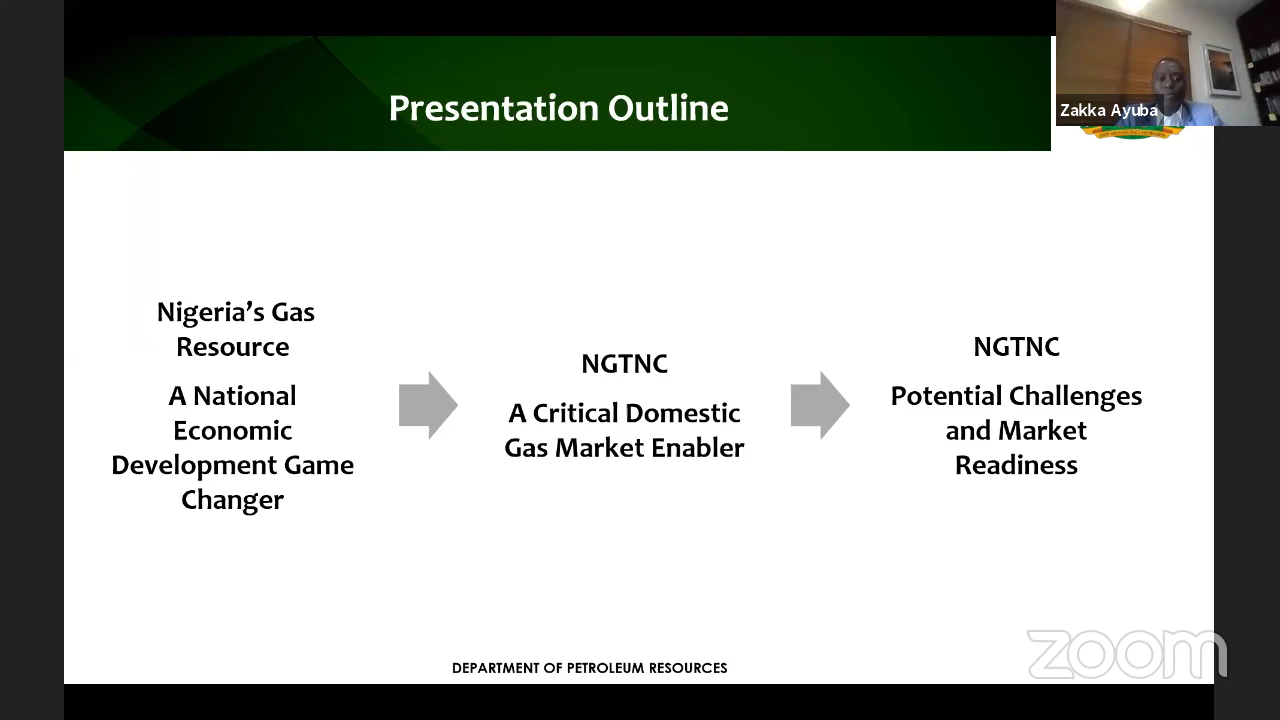 Presentation Outline
Zakka Ayuba
Nigeria’s Gas
Resource
A National
Economic
Development Game
Changer
NGTNC
A Critical Domestic
Gas Market Enabler
NGTNC
Potential Challenges
and Market
Readiness
DEPARTMENT OF PETROLEUM RESOURCES
zoom